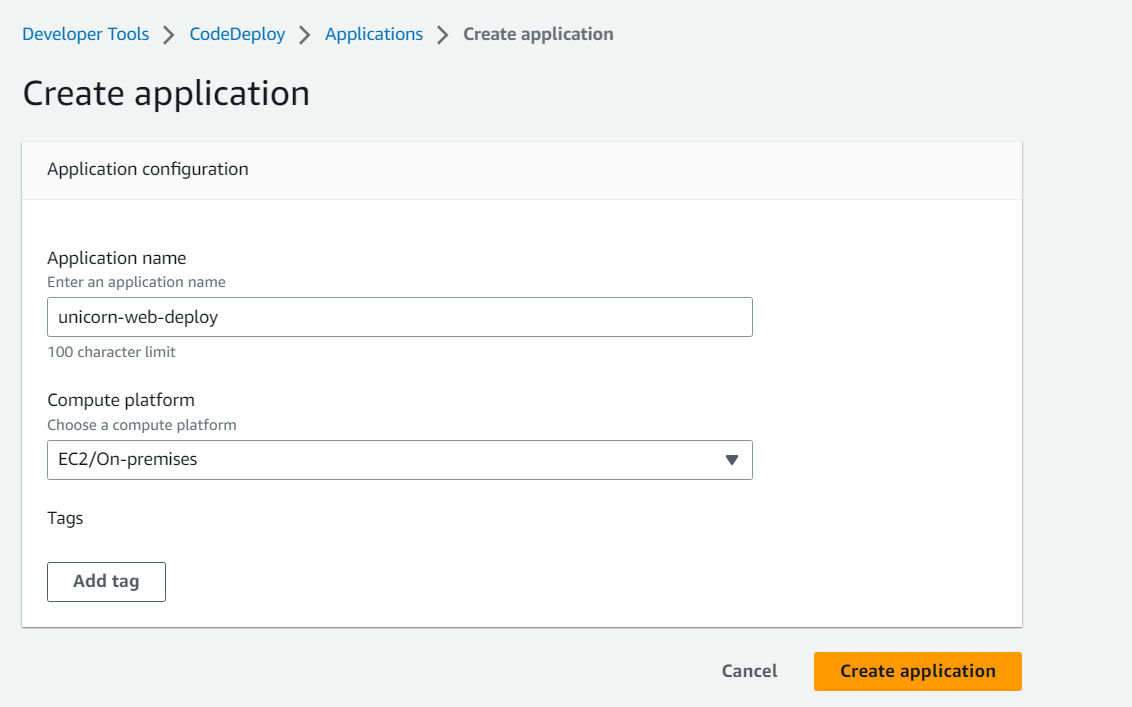 Developer Tools > CodeDeploy > Applications > Create application
Create application
Application configuration
Application name
Enter an application name
unicorn-web-deploy
100 character limit
Compute platform
Choose a compute platform
EC2/On-premises
Tags
Add tag
Cancel Create application